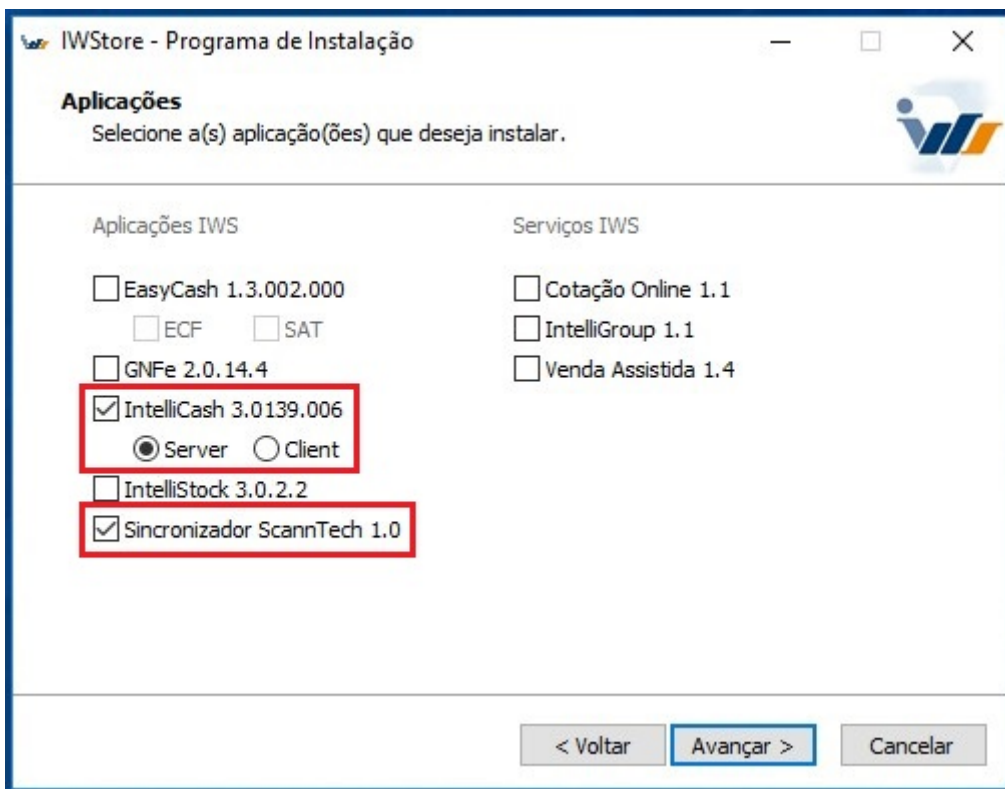 IWStore - Programa de Instalação
Aplicações
Selecione a(s) aplicação(ões) que deseja instalar.
iws
Aplicações IWS
EasyCash 1.3.002.000
ECF SAT
GNFe 2.0.14.4
IntelliCash 3.0139.006
Server Client
IntelliStock 3.0.2.2
Sincronizador ScannTech 1.0
Serviços IWS
Cotação Online 1.1
IntelliGroup 1.1
Venda Assistida 1.4
< Voltar Avançar > Cancelar